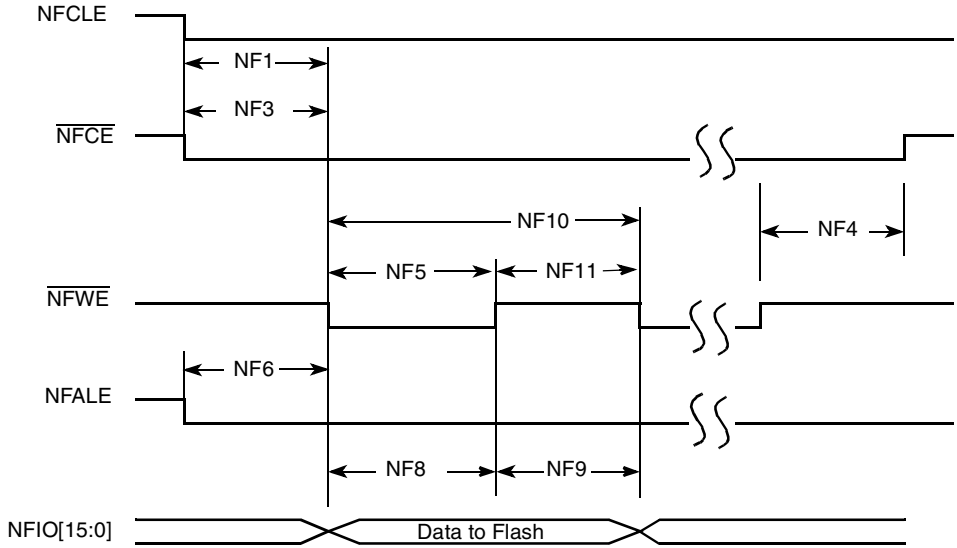 NFCLE
NF1
NF3
NFCE
NF10
NF4
NF5
NF11
NFWE
NF6
NFALE
NF8
NF9
NFIO[15:0]
Data to Flash